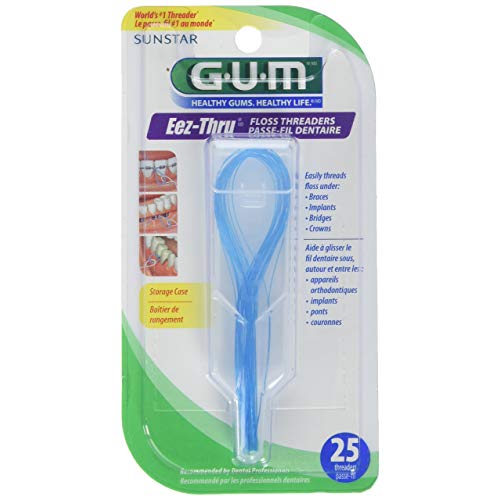 World's #1 Threader
Le passe-fil #1 au monde
SUNSTAR
G·U·M
HEALTHY GUMS. HEALTHY LIFE.
Eez-Thru
FLOSS THREADERS
PASSE-FIL DENTAIRE
Easily threads
floss under:
• Braces
• Implants
• Bridges
• Crowns
Aide à glisser le
fil dentaire sous,
autour et entre les:
• appareils
orthodontiques
• implants
• ponts
• couronnes
Storage Case
Boîtier de
rangement
25
threaders
passe-fil
Recommended by Dental Professionals
Recommandé par les professionnels dentaires